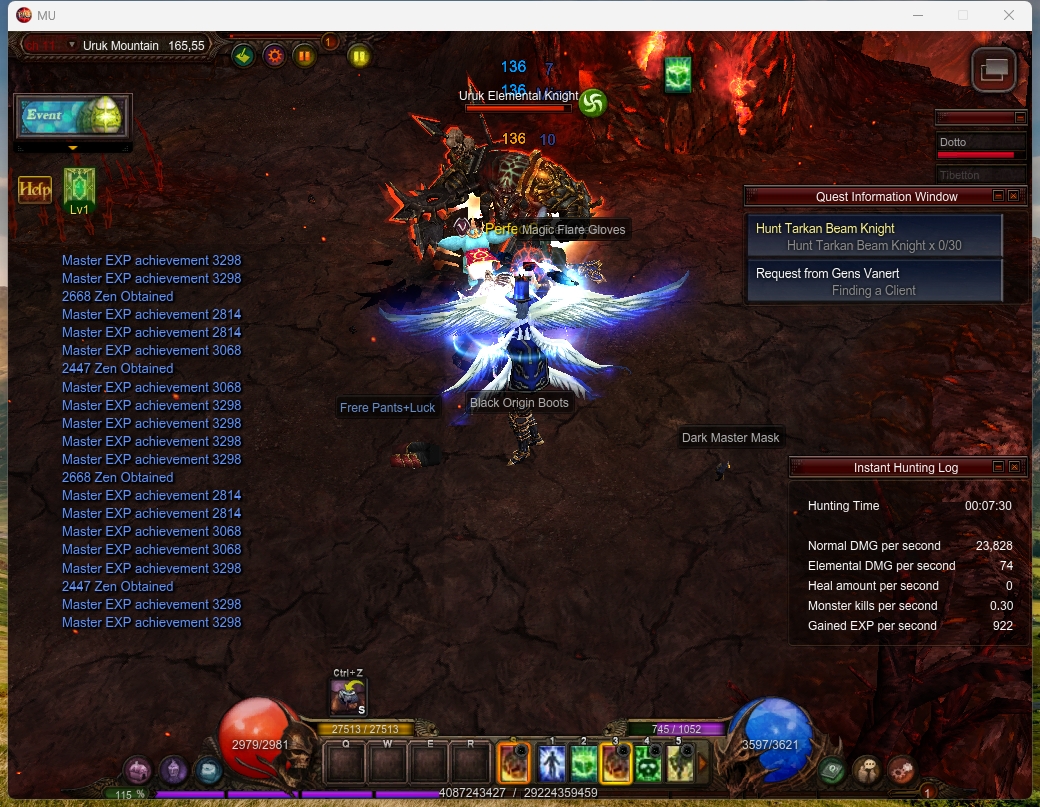 MU
Uruk Mountain 165,55
1
136 7
136
Uruk Elemental Knight
136 10
Event
Help
Lv1
Dotto
Tibetton
Quest Information Window
Hunt Tarkan Beam Knight
Hunt Tarkan Beam Knight x 0/30
Request from Gens Vanert
Finding a Client
Perfe
Magic Flare Gloves
Master EXP achievement 3298
Master EXP achievement 3298
2668 Zen Obtained
Master EXP achievement 2814
Master EXP achievement 2814
Master EXP achievement 3068
2447 Zen Obtained
Master EXP achievement 3068
Master EXP achievement 3298
Master EXP achievement 3298
Master EXP achievement 3298
Master EXP achievement 3298
2668 Zen Obtained
Master EXP achievement 2814
Master EXP achievement 2814
Master EXP achievement 3068
Master EXP achievement 3068
Master EXP achievement 3298
2447 Zen Obtained
Master EXP achievement 3298
Master EXP achievement 3298
Frere Pants+Luck
Black Origin Boots
Dark Master Mask
Instant Hunting Log
Hunting Time 00:07:30
Normal DMG per second 23,828
Elemental DMG per second 74
Heal amount per second 0
Monster kills per second 0.30
Gained EXP per second 922
Ctrl+Z
S
27513 / 27513
745 / 1052
2979/2981
Q W E R
1 2 3 4 5
3597/3621
115 %
4087243427 / 29224359459
1